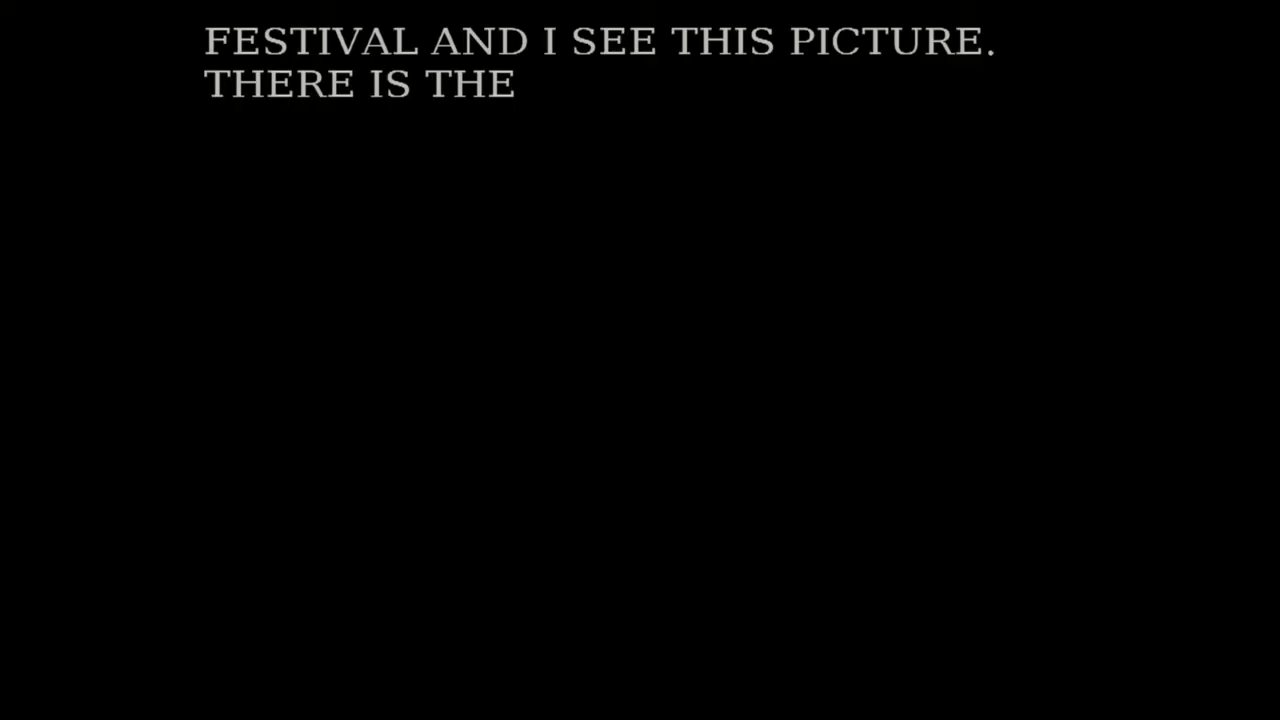 FESTIVAL AND I SEE THIS PICTURE.
THERE IS THE